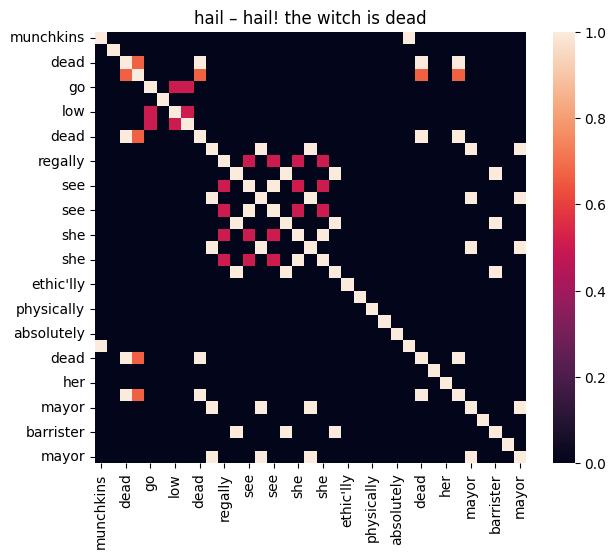 hail – hail! the witch is dead
munchkins
dead
go
low
dead
regally
see
see
she
she
ethic'lly
physically
absolutely
dead
her
mayor
barrister
mayor
1.0
0.8
0.6
0.4
0.2
0.0
munchkins
dead
go
low
dead
regally
see
see
she
she
ethic'lly
physically
absolutely
dead
her
mayor
barrister
mayor